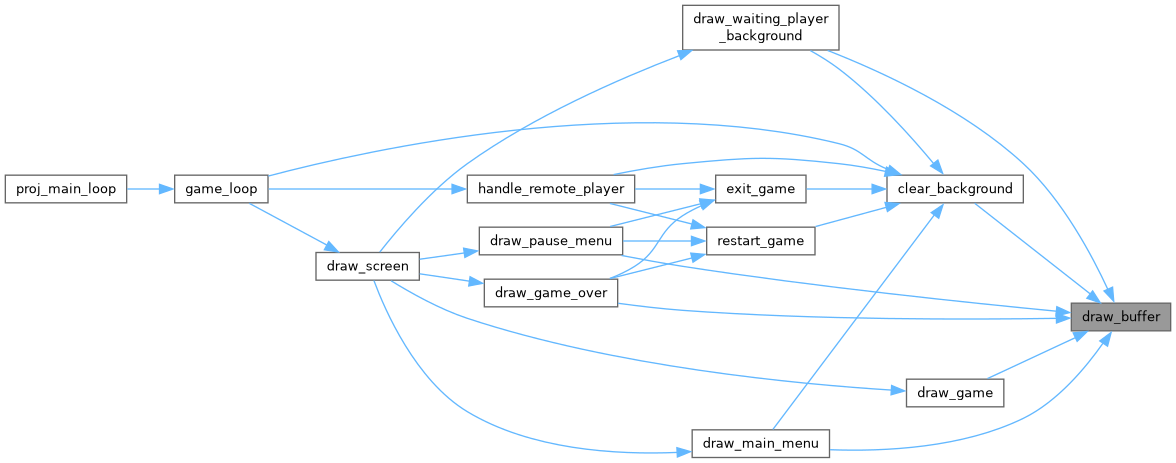 draw_waiting_player
_background
proj_main_loop
game_loop
handle_remote_player
exit_game
clear_background
draw_pause_menu
restart_game
draw_screen
draw_game_over
draw_buffer
draw_game
draw_main_menu